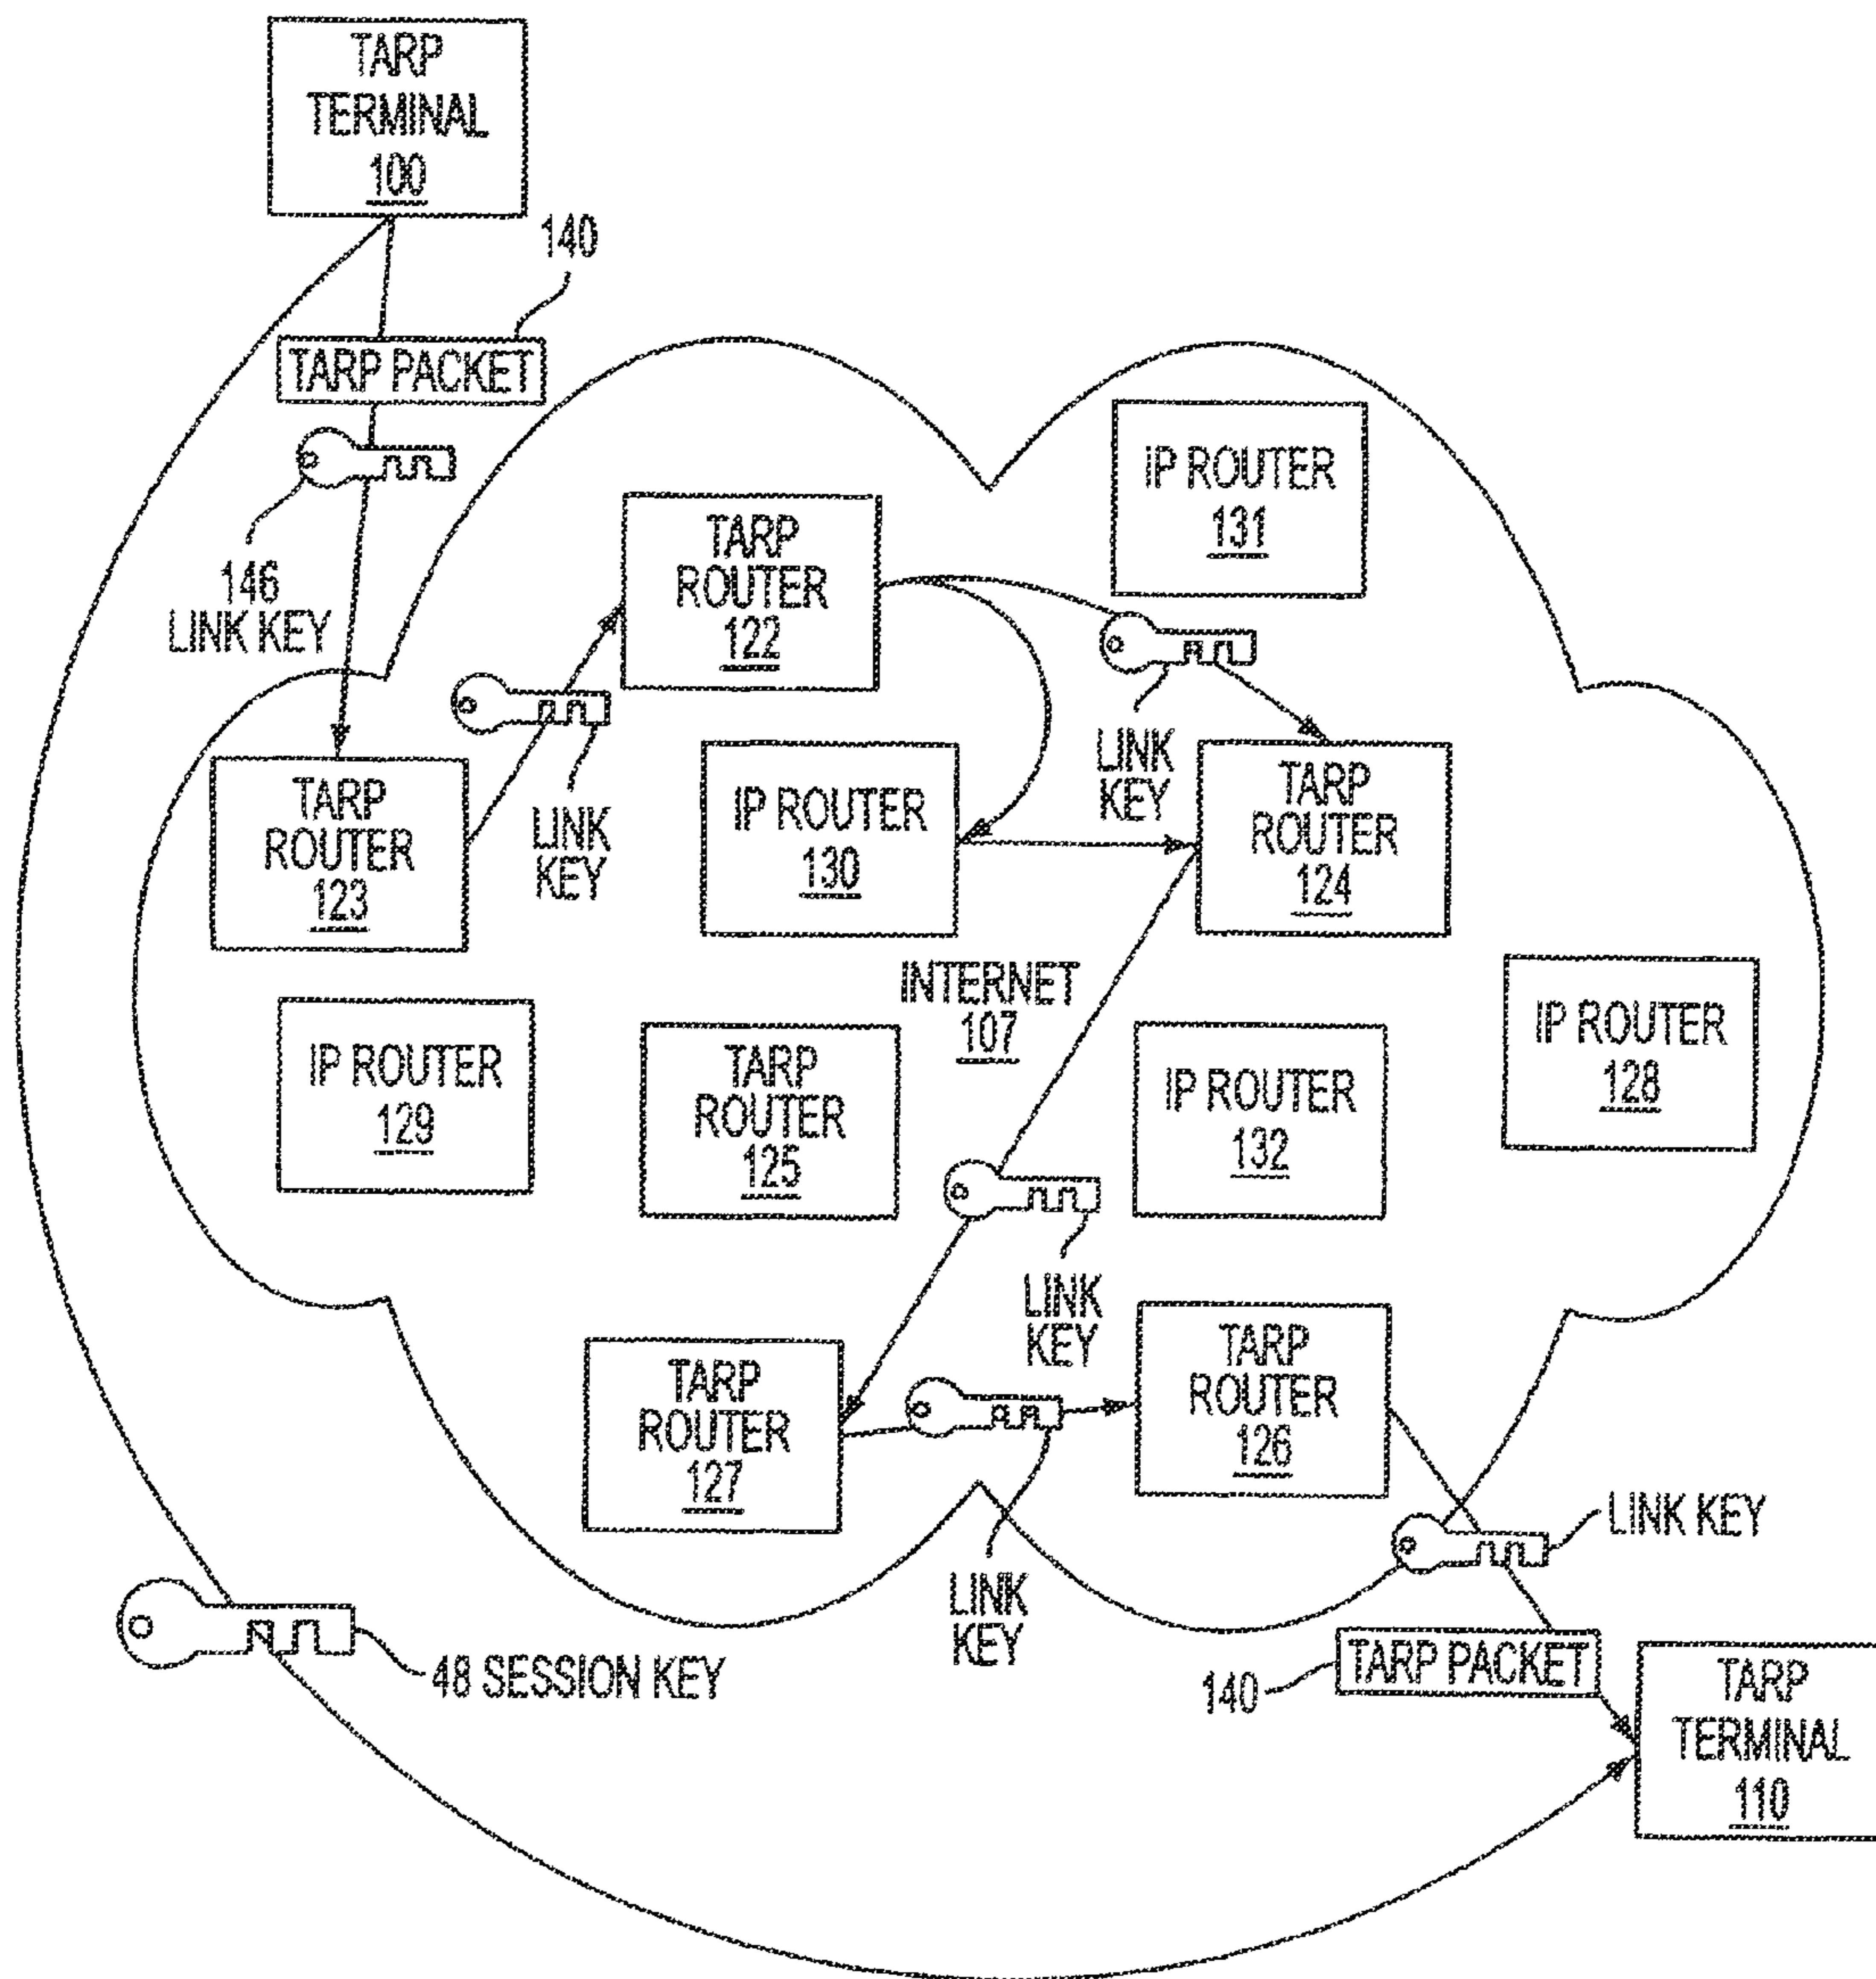 TARP
TERMINAL
100
140
TARP PACKET
146
LINK KEY
TARP
ROUTER
122
IP ROUTER
131
LINK
KEY
LINK
KEY
TARP
ROUTER
123
IP ROUTER
130
TARP
ROUTER
124
INTERNET
107
IP ROUTER
129
TARP
ROUTER
125
IP ROUTER
132
IP ROUTER
128
LINK
KEY
TARP
ROUTER
127
TARP
ROUTER
126
LINK
KEY
LINK KEY
48 SESSION KEY
140
TARP PACKET
TARP
TERMINAL
110